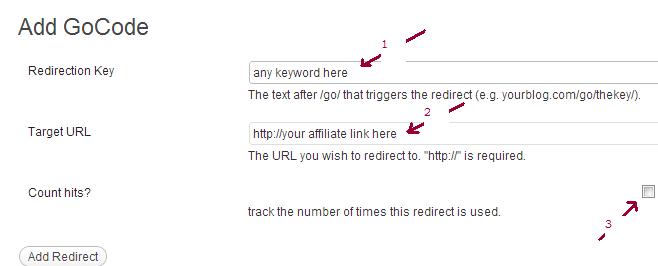 Add GoCode
1
Redirection Key
any keyword here
The text after /go/ that triggers the redirect (e.g. yourblog.com/go/thekey/).
2
Target URL
http://your affiliate link here
The URL you wish to redirect to. "http://" is required.
Count hits?
track the number of times this redirect is used.
3
Add Redirect